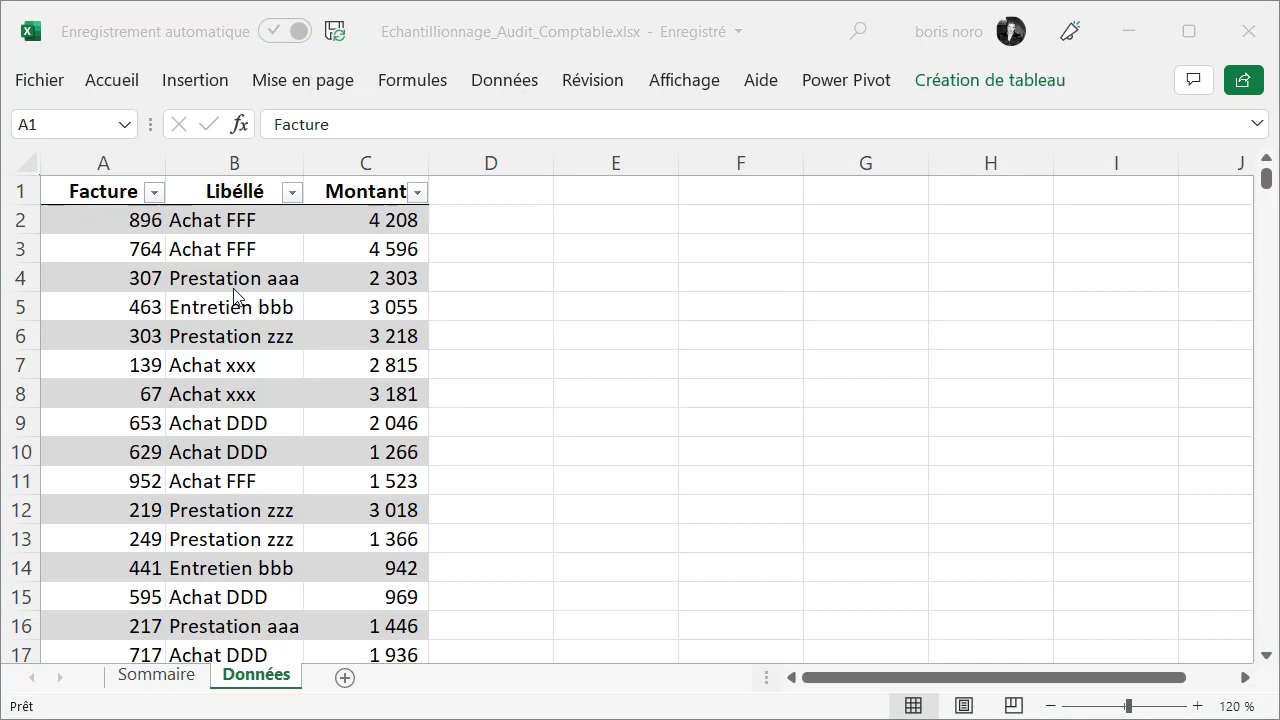 Enregistrement automatique Echantillionnage_Audit_Comptable.xlsx - Enregistré boris noro
Fichier Accueil Insertion Mise en page Formules Données Révision Affichage Aide Power Pivot Création de tableau
A1 fx Facture
A B C D E F G H I J
1 Facture Libéllé Montant
2 896 Achat FFF 4 208
3 764 Achat FFF 4 596
4 307 Prestation aaa 2 303
5 463 Entretien bbb 3 055
6 303 Prestation zzz 3 218
7 139 Achat xxx 2 815
8 67 Achat xxx 3 181
9 653 Achat DDD 2 046
10 629 Achat DDD 1 266
11 952 Achat FFF 1 523
12 219 Prestation zzz 3 018
13 249 Prestation zzz 1 366
14 441 Entretien bbb 942
15 595 Achat DDD 969
16 217 Prestation aaa 1 446
17 717 Achat DDD 1 936
Sommaire Données
Prêt 120 %